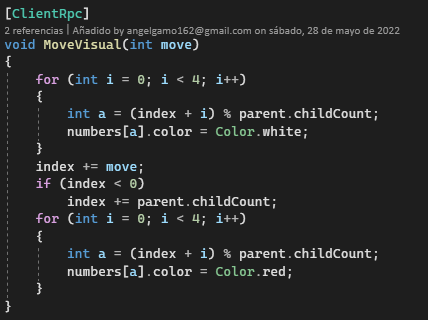 [ClientRpc]
2 referencias | Añadido by angelgamo162@gmail.com on sábado, 28 de mayo de 2022
void MoveVisual(int move)
{
    for (int i = 0; i < 4; i++)
    {
        int a = (index + i) % parent.childCount;
        numbers[a].color = Color.white;
    }
    index += move;
    if (index < 0)
        index += parent.childCount;
    for (int i = 0; i < 4; i++)
    {
        int a = (index + i) % parent.childCount;
        numbers[a].color = Color.red;
    }
}